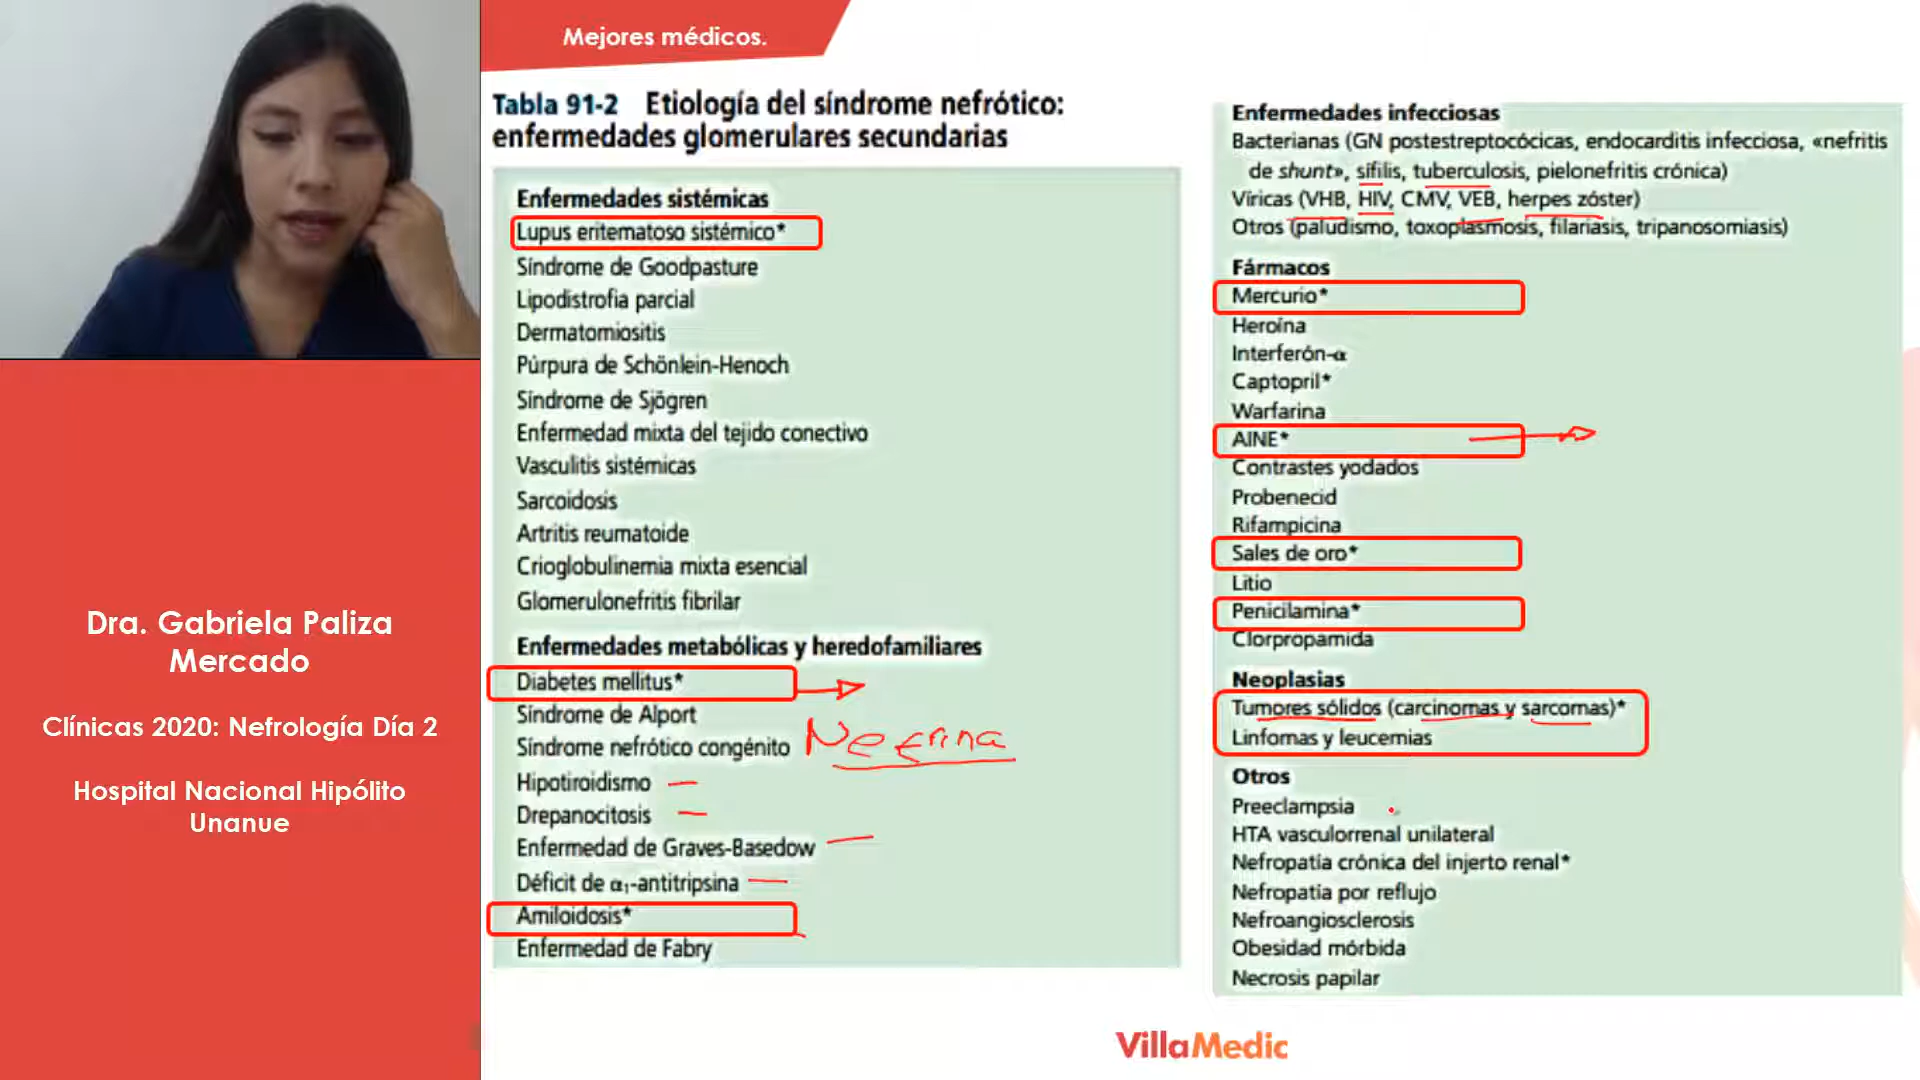 Mejores médicos.
Tabla 91-2 Etiología del síndrome nefrótico:
enfermedades glomerulares secundarias
Enfermedades sistémicas
Lupus eritematoso sistémico*
Síndrome de Goodpasture
Lipodistrofia parcial
Dermatomiositis
Púrpura de Schönlein-Henoch
Síndrome de Sjögren
Enfermedad mixta del tejido conectivo
Vasculitis sistémicas
Sarcoidosis
Artritis reumatoide
Crioglobulinemia mixta esencial
Glomerulonefritis fibrilar
Enfermedades metabólicas y heredofamiliares
Diabetes mellitus*
Síndrome de Alport
Síndrome nefrótico congénito Nefrina
Hipotiroidismo
Drepanocitosis
Enfermedad de Graves-Basedow
Déficit de α₁-antitripsina
Amiloidosis*
Enfermedad de Fabry
Enfermedades infecciosas
Bacterianas (GN postestreptocócicas, endocarditis infecciosa, «nefritis
de shunt», sífilis, tuberculosis, pielonefritis crónica)
Víricas (VHB, HIV, CMV, VEB, herpes zóster)
Otros (paludismo, toxoplasmosis, filariasis, tripanosomiasis)
Fármacos
Mercurio*
Heroína
Interferón-α
Captopril*
Warfarina
AINE*
Contrastes yodados
Probenecid
Rifampicina
Sales de oro*
Litio
Penicilamina*
Clorpropamida
Neoplasias
Tumores sólidos (carcinomas y sarcomas)*
Linfomas y leucemias
Otros
Preeclampsia
HTA vasculorrenal unilateral
Nefropatía crónica del injerto renal*
Nefropatía por reflujo
Nefroangiosclerosis
Obesidad mórbida
Necrosis papilar
Dra. Gabriela Paliza
Mercado
Clínicas 2020: Nefrología Día 2
Hospital Nacional Hipólito
Unanue
VillaMedic